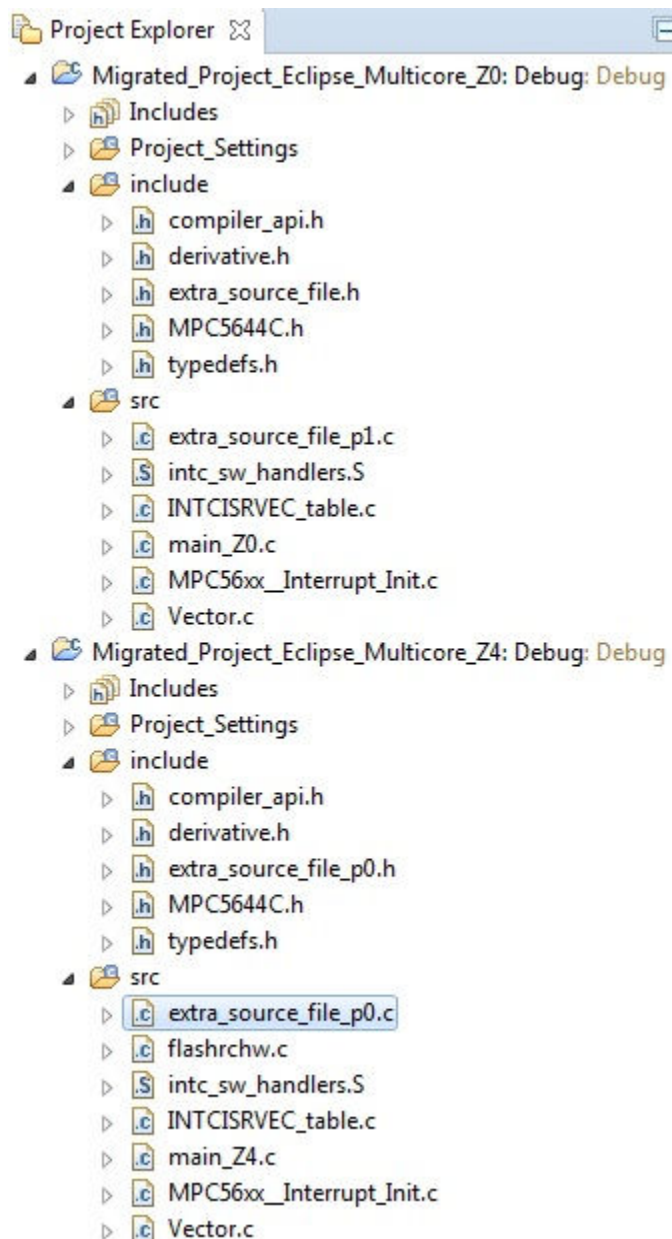 Project Explorer
Migrated_Project_Eclipse_Multicore_Z0: Debug: Debug
Includes
Project_Settings
include
compiler_api.h
derivative.h
extra_source_file.h
MPC5644C.h
typedefs.h
src
extra_source_file_p1.c
intc_sw_handlers.S
INTCISRVEC_table.c
main_Z0.c
MPC56xx__Interrupt_Init.c
Vector.c
Migrated_Project_Eclipse_Multicore_Z4: Debug: Debug
Includes
Project_Settings
include
compiler_api.h
derivative.h
extra_source_file_p0.h
MPC5644C.h
typedefs.h
src
extra_source_file_p0.c
flashrchw.c
intc_sw_handlers.S
INTCISRVEC_table.c
main_Z4.c
MPC56xx__Interrupt_Init.c
Vector.c